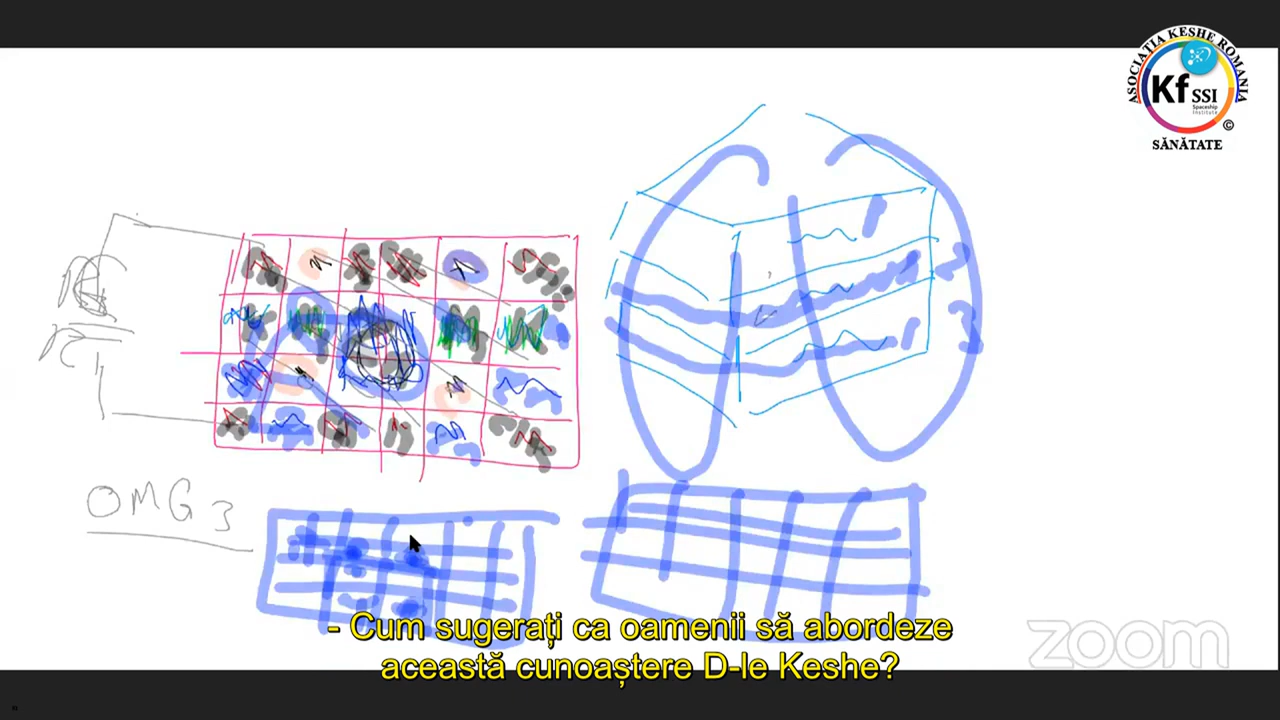 ASOCIAȚIA KESHE ROMANIA
Kf SSI
Spaceship
Institute
©
SĂNĂTATE
OMG 3
- Cum sugerați ca oamenii să abordeze
această cunoaștere D-le Keshe?
zoom